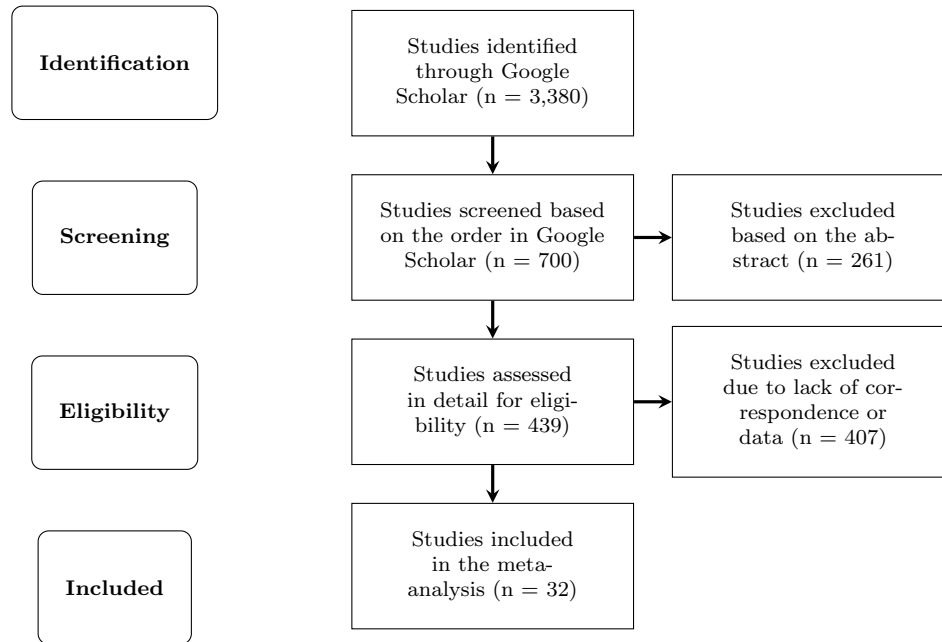 Identification
Studies identified
through Google
Scholar (n = 3,380)
Screening
Studies screened based
on the order in Google
Scholar (n = 700)
Studies excluded
based on the ab-
stract (n = 261)
Eligibility
Studies assessed
in detail for eligi-
bility (n = 439)
Studies excluded
due to lack of cor-
respondence or
data (n = 407)
Included
Studies included
in the meta-
analysis (n = 32)